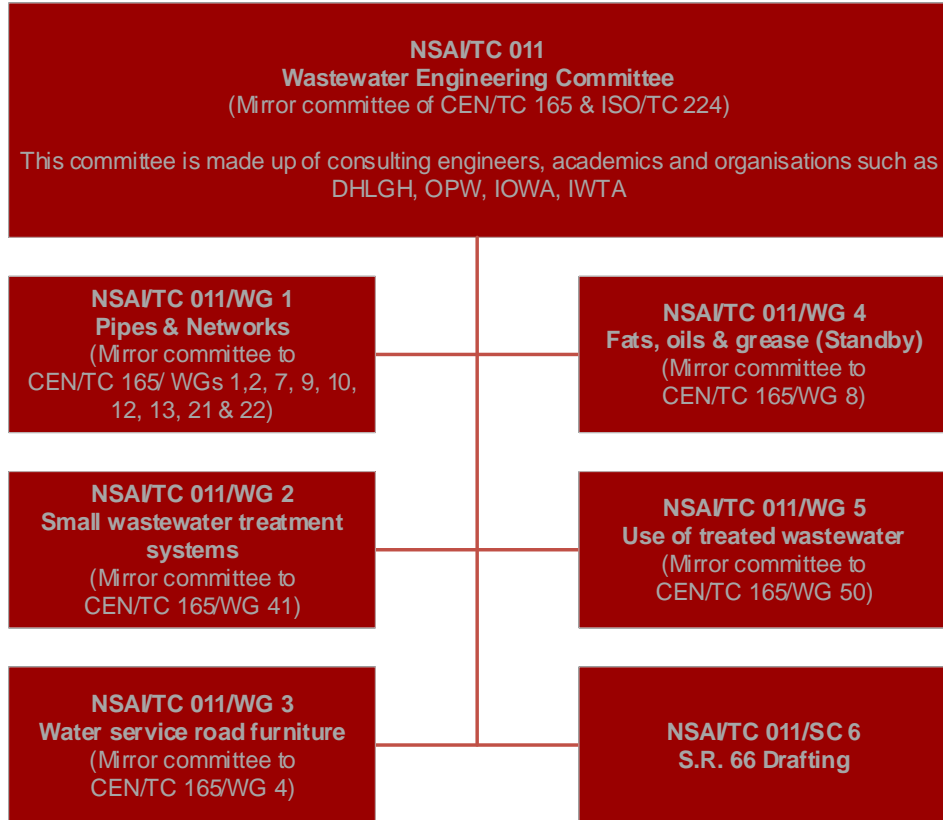 NSAI/TC 011
Wastewater Engineering Committee
(Mirror committee of CEN/TC 165 & ISO/TC 224)
This committee is made up of consulting engineers, academics and organisations such as
DHLGH, OPW, IOWA, IWTA
NSAI/TC 011/WG 1
Pipes & Networks
(Mirror committee to
CEN/TC 165/ WGs 1,2, 7, 9, 10,
12, 13, 21 & 22)
NSAI/TC 011/WG 4
Fats, oils & grease (Standby)
(Mirror committee to
CEN/TC 165/WG 8)
NSAI/TC 011/WG 2
Small wastewater treatment
systems
(Mirror committee to
CEN/TC 165/WG 41)
NSAI/TC 011/WG 5
Use of treated wastewater
(Mirror committee to
CEN/TC 165/WG 50)
NSAI/TC 011/WG 3
Water service road furniture
(Mirror committee to
CEN/TC 165/WG 4)
NSAI/TC 011/SC 6
S.R. 66 Drafting